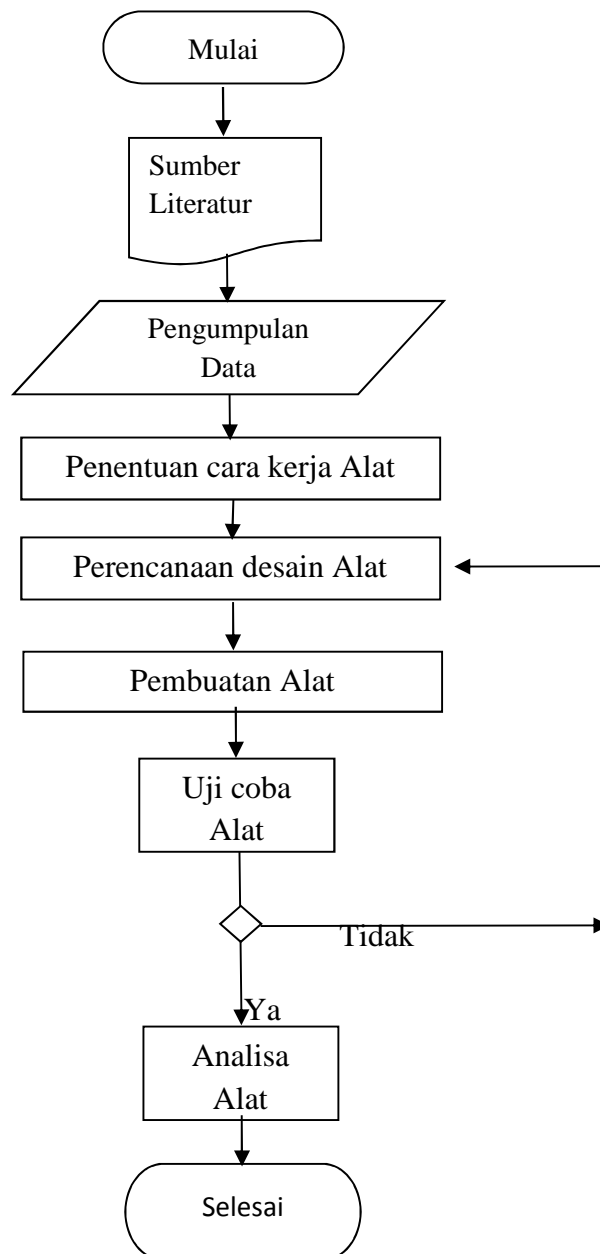 Mulai
Sumber
Literatur
Pengumpulan
Data
Penentuan cara kerja Alat
Perencanaan desain Alat
Pembuatan Alat
Uji coba
Alat
Tidak
Ya
Analisa
Alat
Selesai